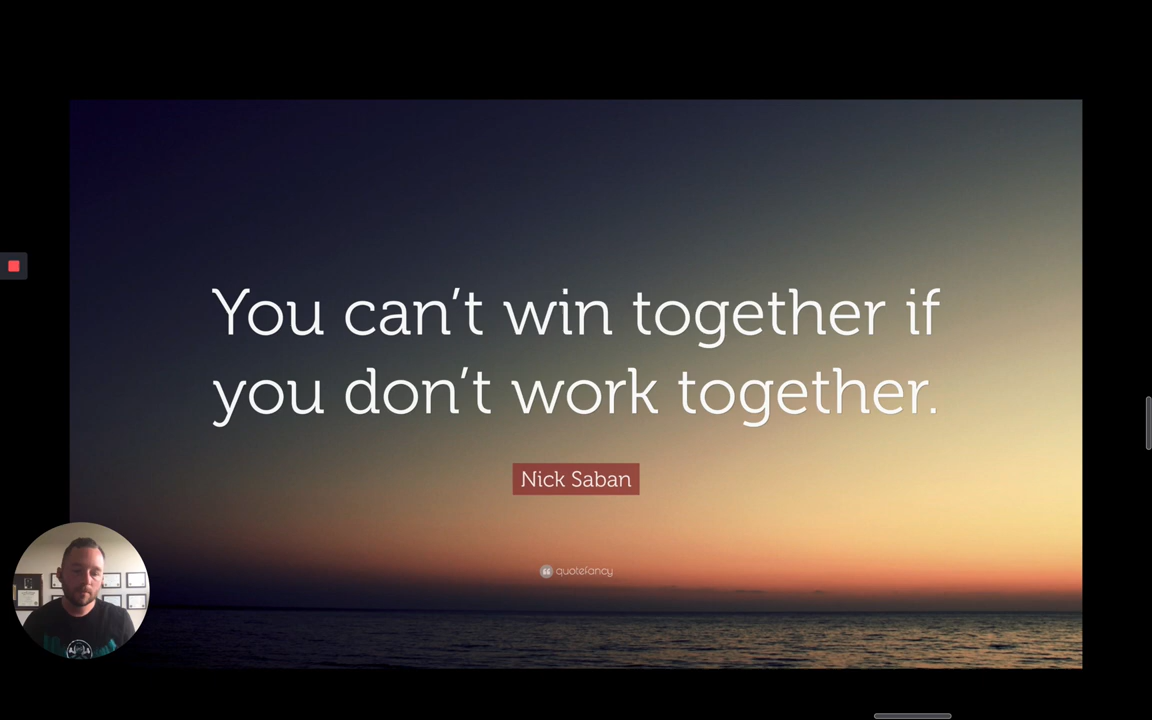 You can’t win together if
you don’t work together.
Nick Saban
quotefancy